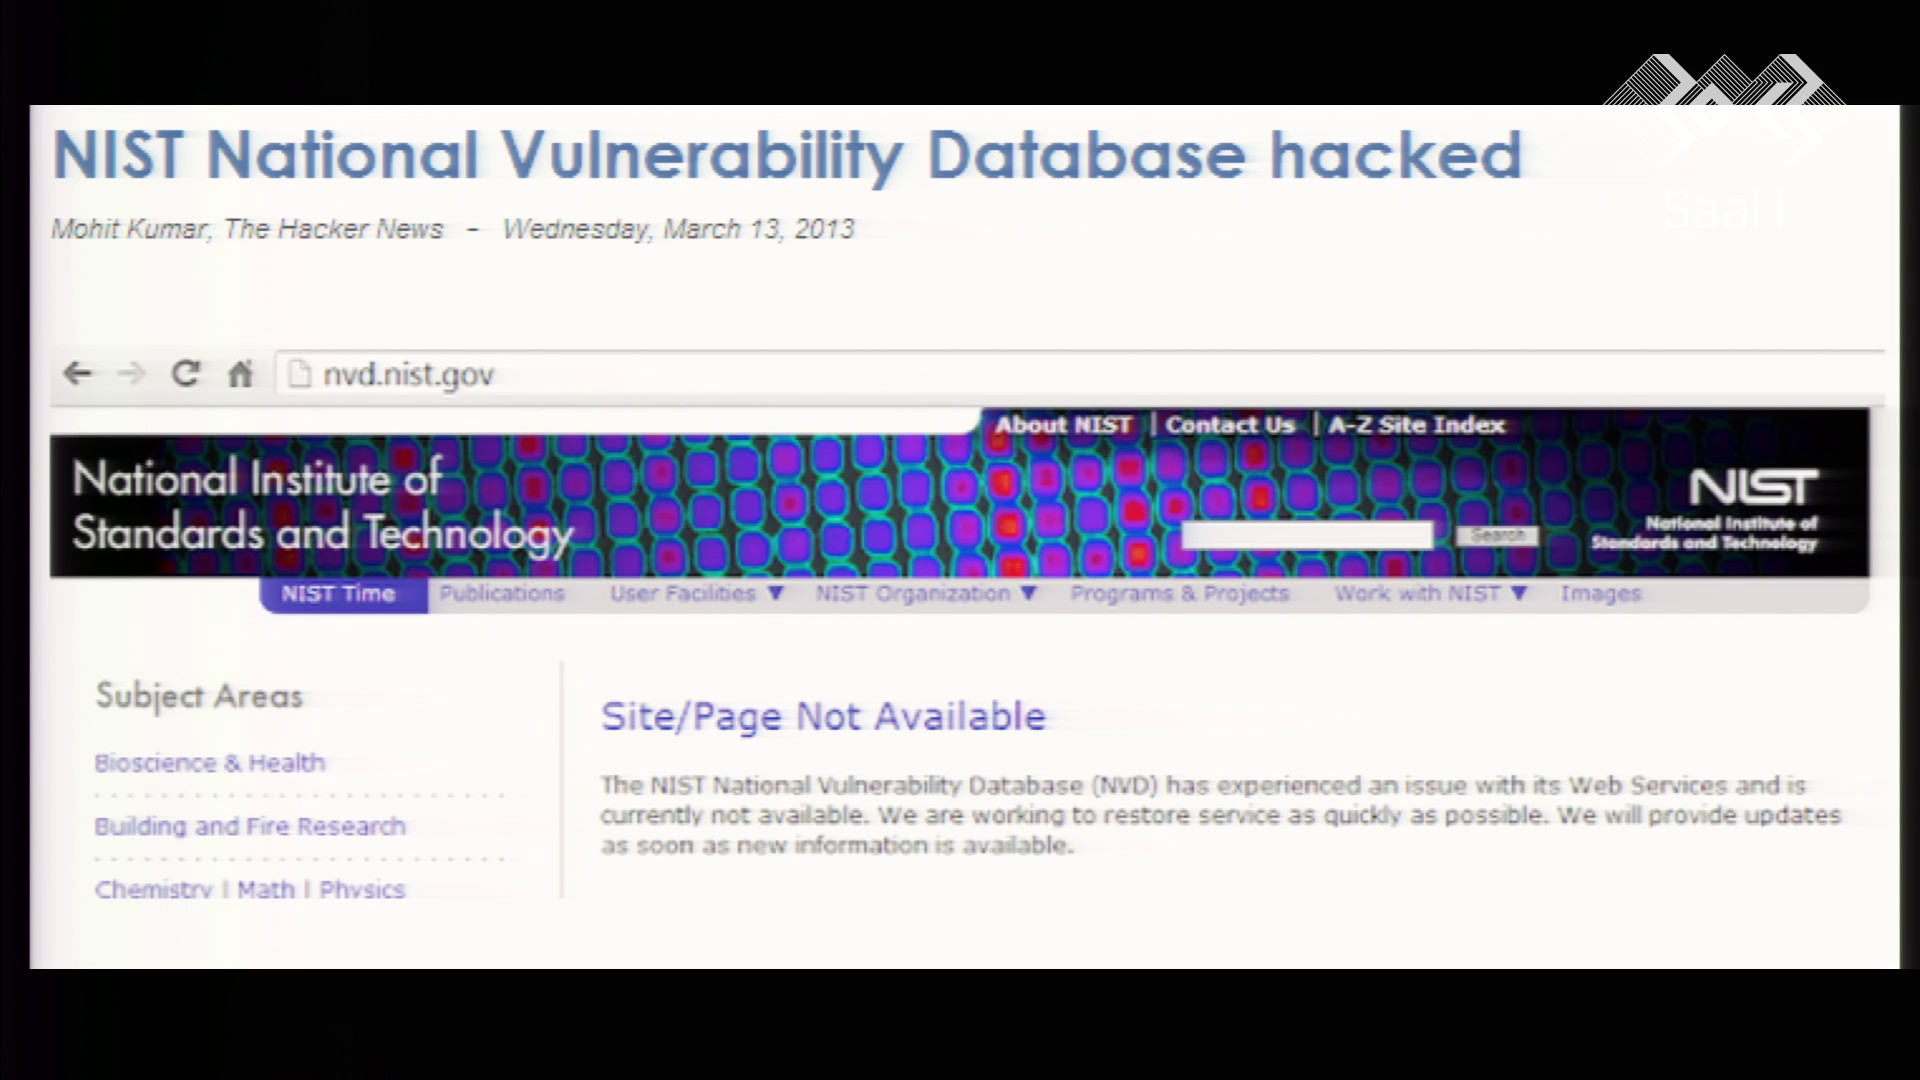 NIST National Vulnerability Database hacked
Mohit Kumar, The Hacker News - Wednesday, March 13, 2013
Saal 1
nvd.nist.gov
About NIST | Contact Us | A-Z Site Index
National Institute of
Standards and Technology
Search
NIST
National Institute of
Standards and Technology
NIST Time Publications User Facilities ▼ NIST Organization ▼ Programs & Projects Work with NIST ▼ Images
Subject Areas
Bioscience & Health
Building and Fire Research
Chemistry | Math | Physics
Site/Page Not Available
The NIST National Vulnerability Database (NVD) has experienced an issue with its Web Services and is
currently not available. We are working to restore service as quickly as possible. We will provide updates
as soon as new information is available.